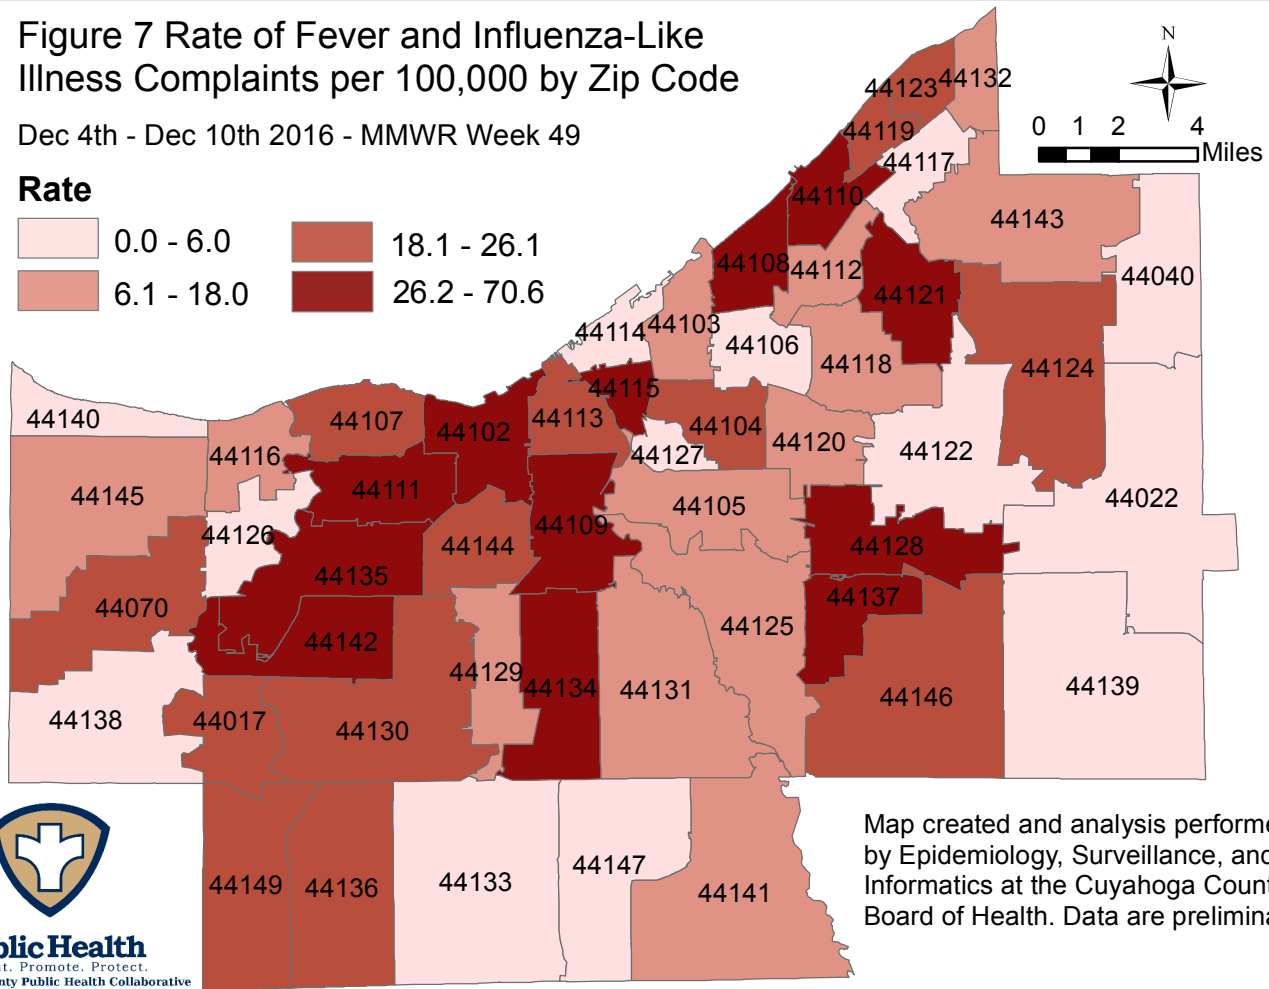 Figure 7 Rate of Fever and Influenza-Like
Illness Complaints per 100,000 by Zip Code
Dec 4th - Dec 10th 2016 - MMWR Week 49
Rate
0.0 - 6.0
18.1 - 26.1
6.1 - 18.0
26.2 - 70.6
N
0 1 2 4
Miles
44132
44123
44119
44117
44110
44143
44108
44112
44040
44121
44114
44103
44106
44118
44124
44115
44140
44107
44102
44113
44104
44120
44127
44122
44116
44145
44111
44105
44022
44126
44109
44144
44128
44135
44070
44137
44125
44142
44129
44134
44131
44146
44139
44138
44017
44130
44149
44136
44133
44147
44141
Map created and analysis performe
by Epidemiology, Surveillance, and
Informatics at the Cuyahoga Count
Board of Health. Data are prelimina
blic Health
t. Promote. Protect.
nty Public Health Collaborative